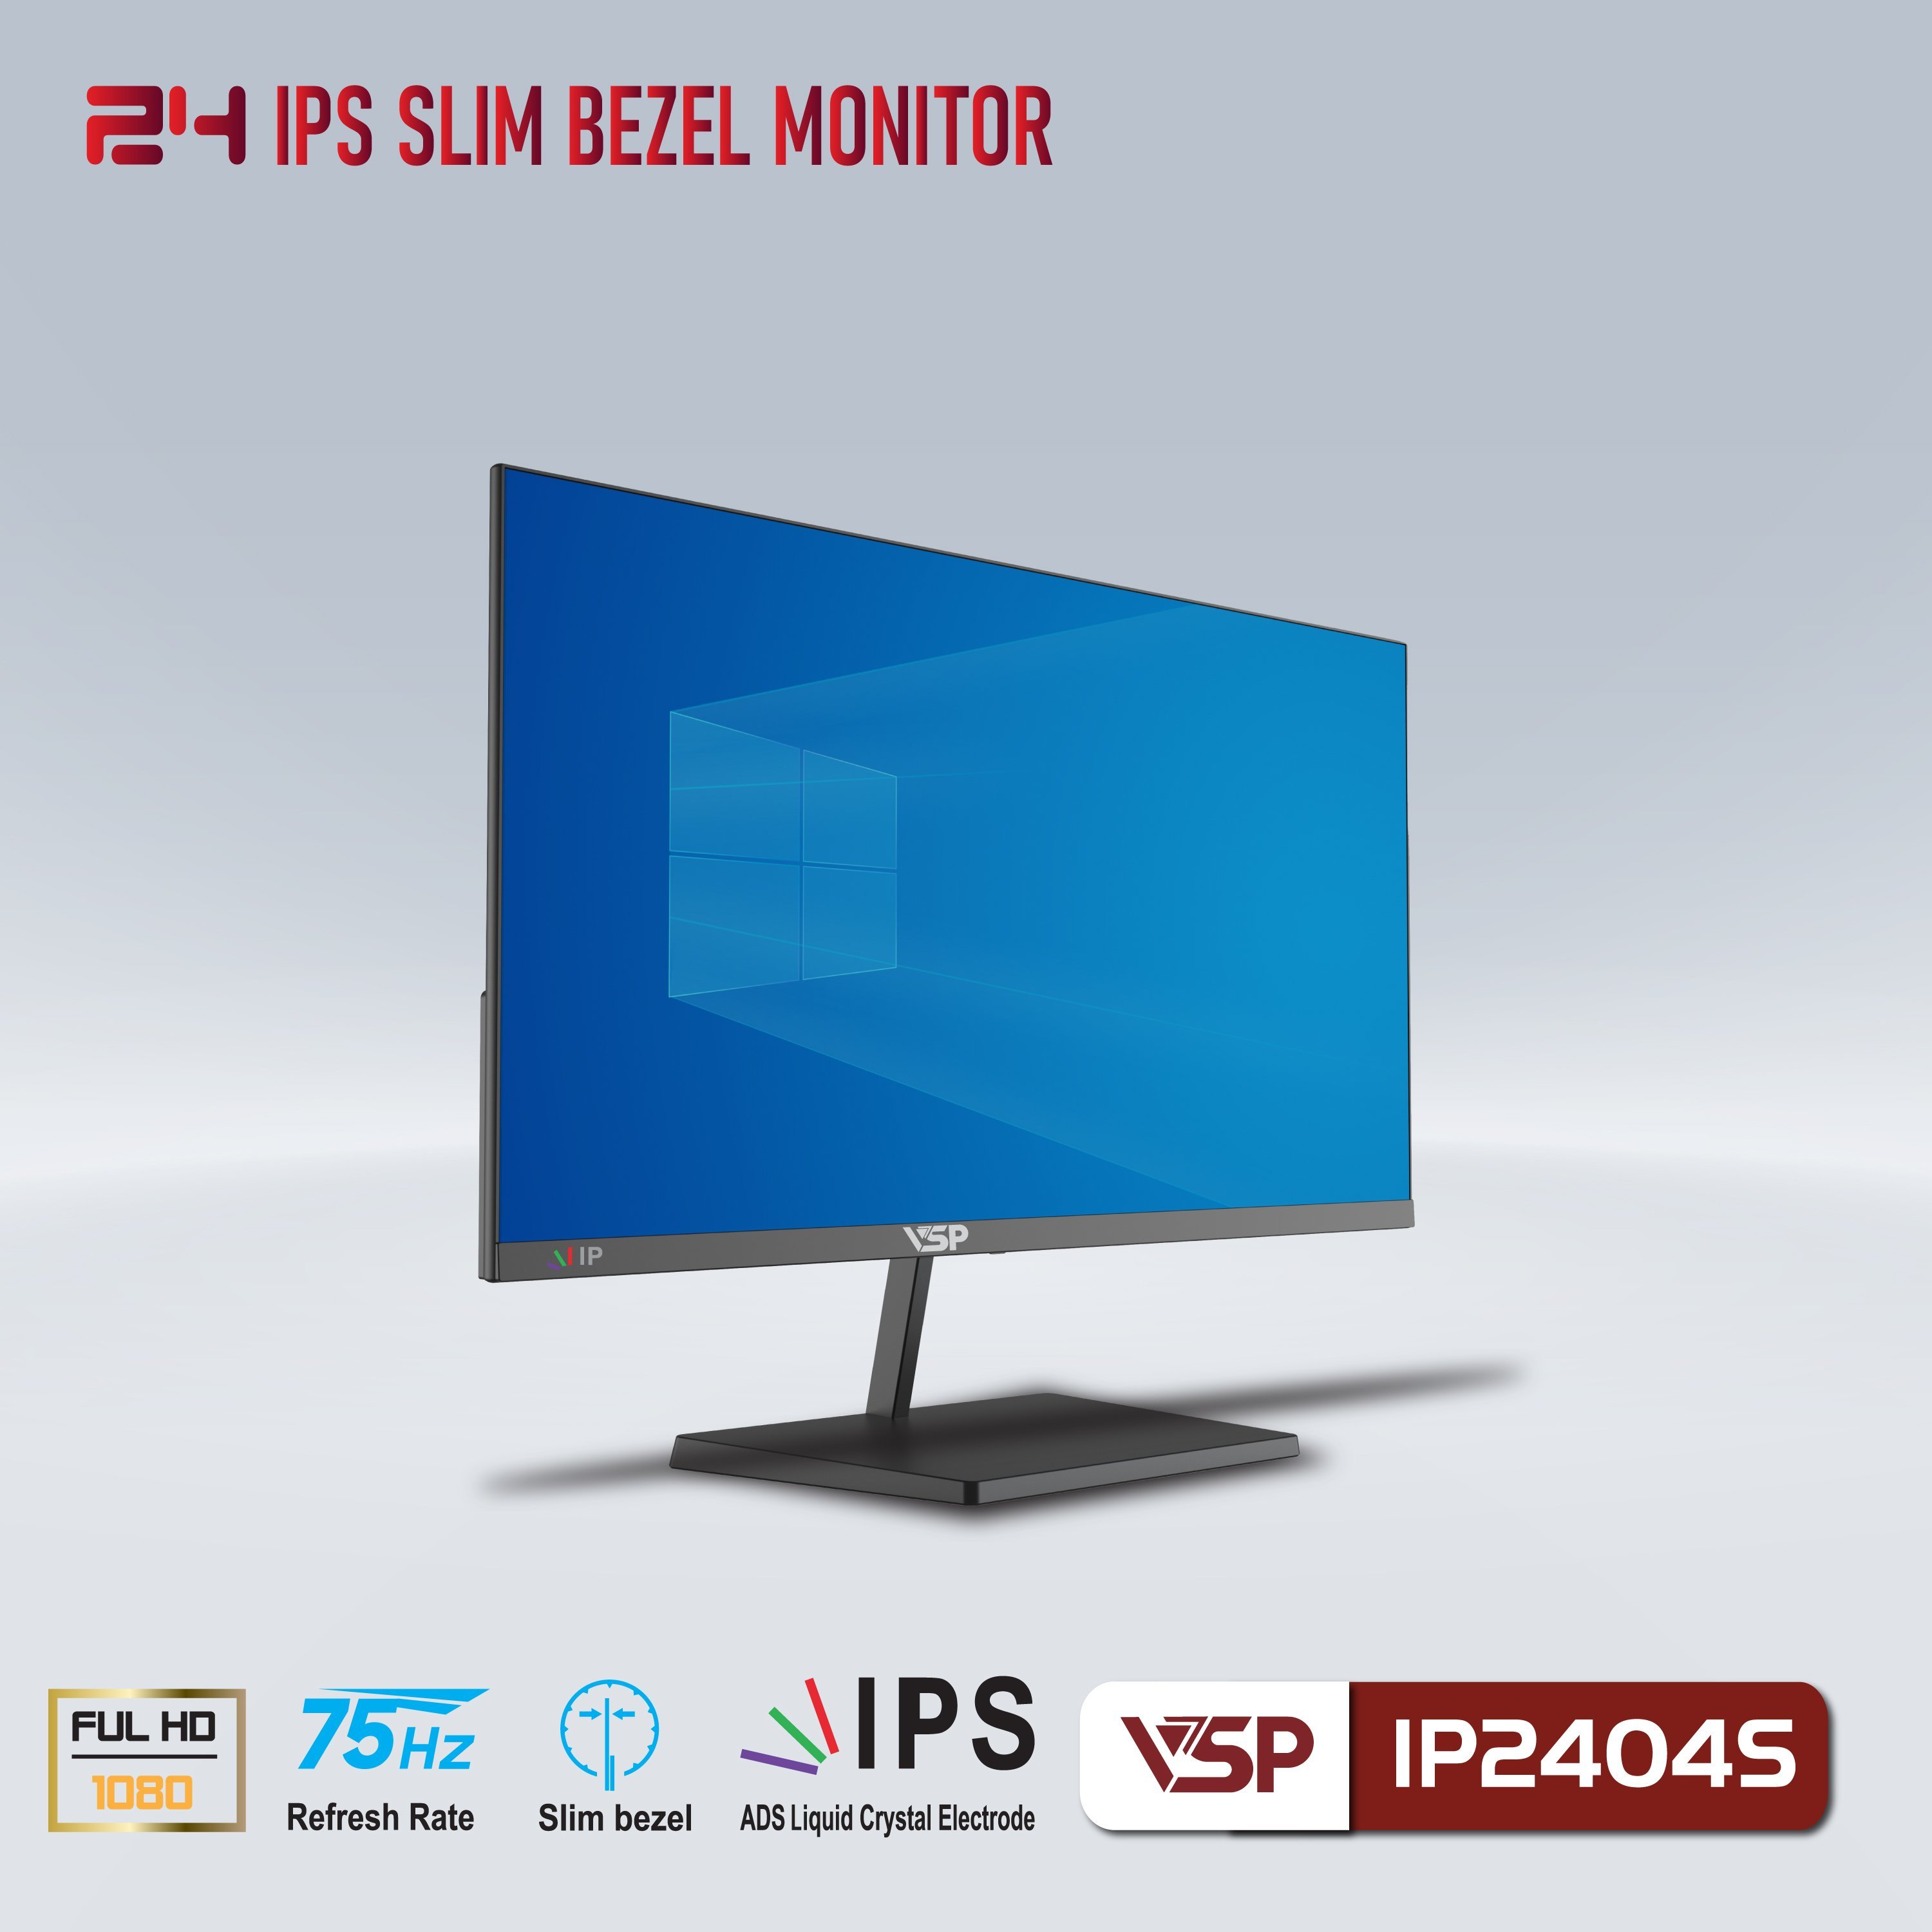 24 IPS SLIM BEZEL MONITOR
IP
VSP
FUL HD
1080
75Hz
Refresh Rate
Slim bezel
IPS
ADS Liquid Crystal Electrode
VSP IP2404S